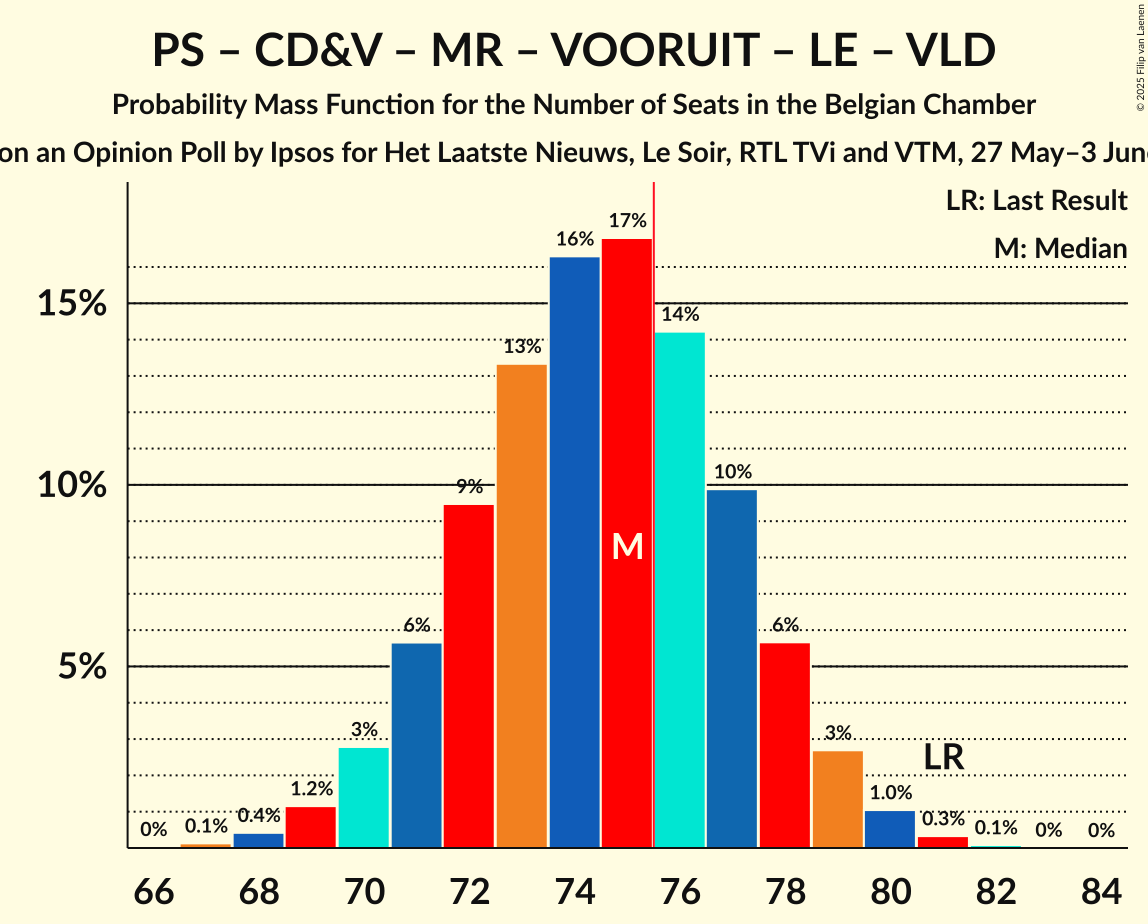 PS – CD&V – MR – VOORUIT – LE – VLD
Probability Mass Function for the Number of Seats in the Belgian Chamber
on an Opinion Poll by Ipsos for Het Laatste Nieuws, Le Soir, RTL TVi and VTM, 27 May–3 June
© 2025 Filip van Laenen
LR: Last Result
M: Median
17%
16%
15%
14%
13%
10%
10%
9%
M
6%
6%
5%
3%
3%
LR
1.2%
1.0%
0.4%
0.3%
0%
0.1%
0.1%
0%
0%
66 68 70 72 74 76 78 80 82 84